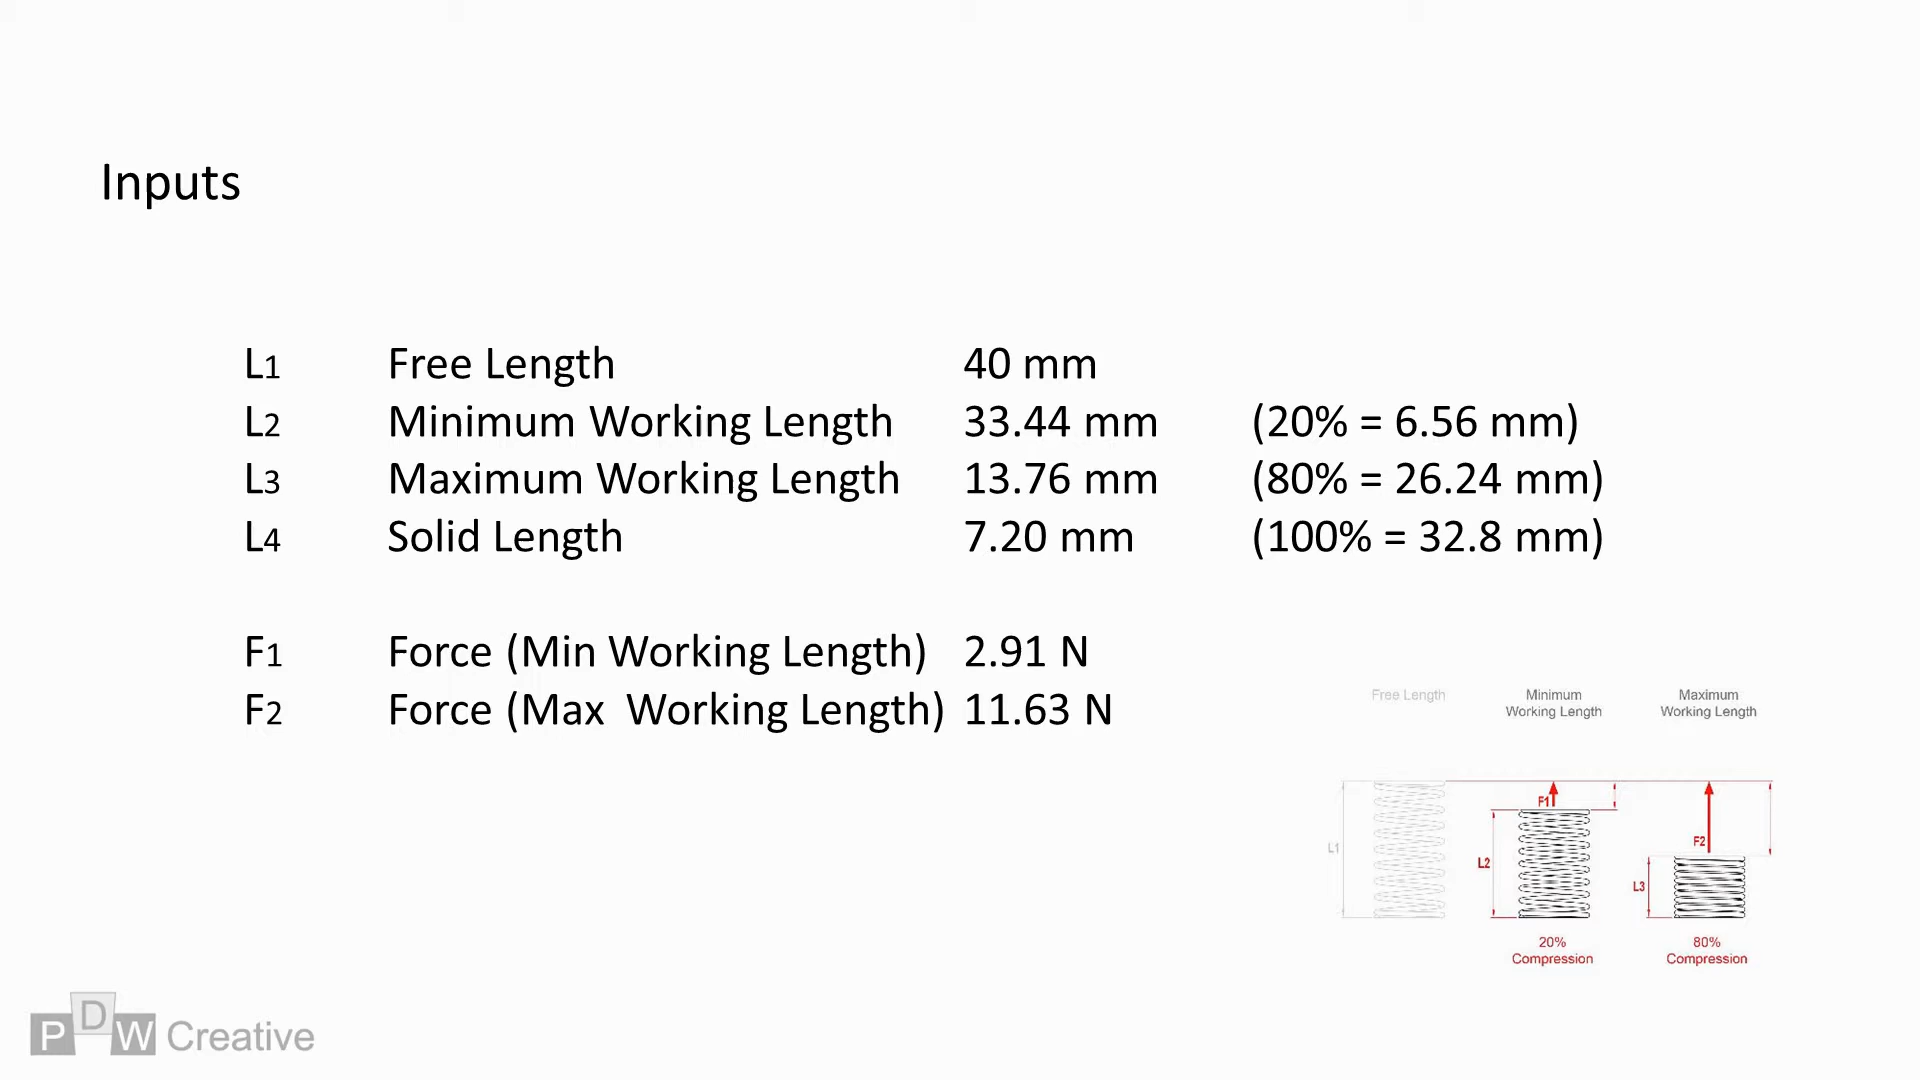 Inputs
L1 Free Length 40 mm
L2 Minimum Working Length 33.44 mm (20% = 6.56 mm)
L3 Maximum Working Length 13.76 mm (80% = 26.24 mm)
L4 Solid Length 7.20 mm (100% = 32.8 mm)
F1 Force (Min Working Length) 2.91 N
F2 Force (Max Working Length) 11.63 N
Free Length
Minimum
Working Length
Maximum
Working Length
F1
F2
L1
L2
L3
20%
Compression
80%
Compression
PDW Creative